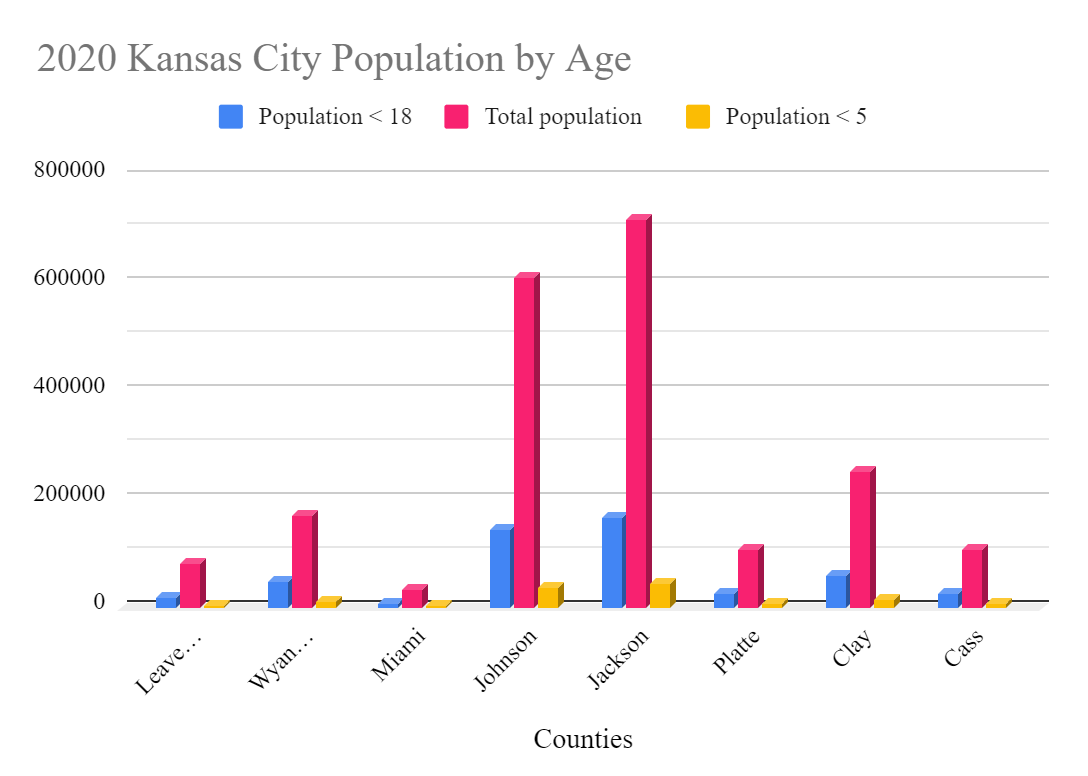 2020 Kansas City Population by Age
Population < 18 Total population Population < 5
800000
600000
400000
200000
0
Leave...
Wyan...
Miami
Johnson
Jackson
Platte
Clay
Cass
Counties